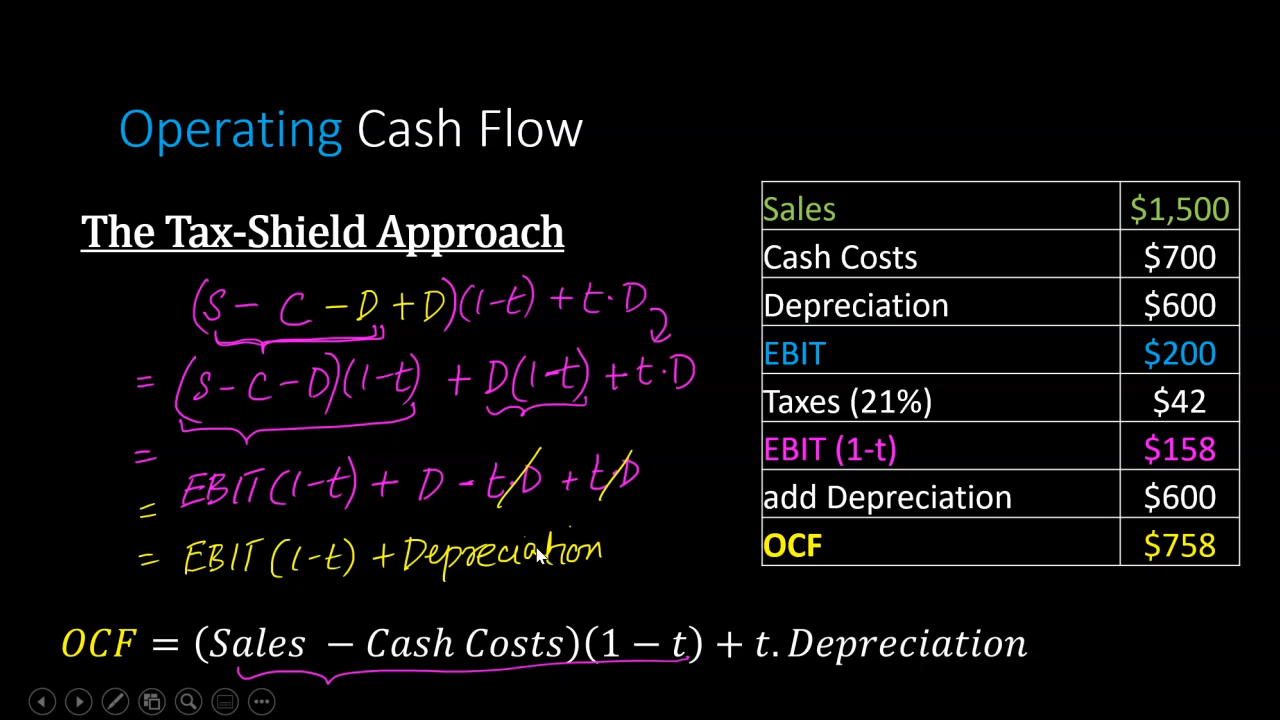 Operating Cash Flow
The Tax-Shield Approach
(S - C - D + D)(1-t) + t·D
= (S-C-D)(1-t) + D(1-t) + t·D
=
EBIT(1-t) + D - t·D + t·D
=
= EBIT(1-t) + Depreciation
Sales $1,500
Cash Costs $700
Depreciation $600
EBIT $200
Taxes (21%) $42
EBIT (1-t) $158
add Depreciation $600
OCF $758
OCF = (Sales − Cash Costs)(1 − t) + t. Depreciation